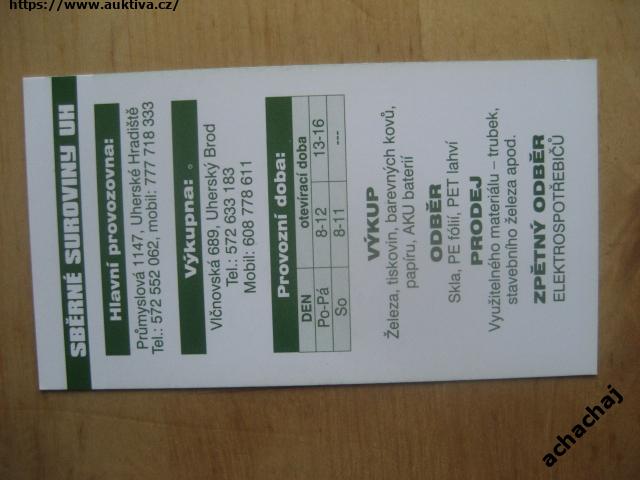 https://www.auktiva.cz/
SBĚRNÉ SUROVINY UH
Hlavní provozovna:
Průmyslová 1147, Uherské Hradiště
Tel.: 572 552 062, mobil: 777 718 333
Výkupna:
Vlčnovská 689, Uherský Brod
Tel.: 572 633 183
Mobil: 608 778 611
Provozní doba:
DEN otevírací doba
Po-Pá 8-12 13-16
So 8-11 ---
VÝKUP
Železa, tiskovin, barevných kovů,
papíru, AKU baterií
ODBĚR
Skla, PE fólií, PET lahví
PRODEJ
Využitelného materiálu – trubek,
stavebního železa apod.
ZPĚTNÝ ODBĚR
ELEKTROSPOTŘEBIČŮ
achachaj